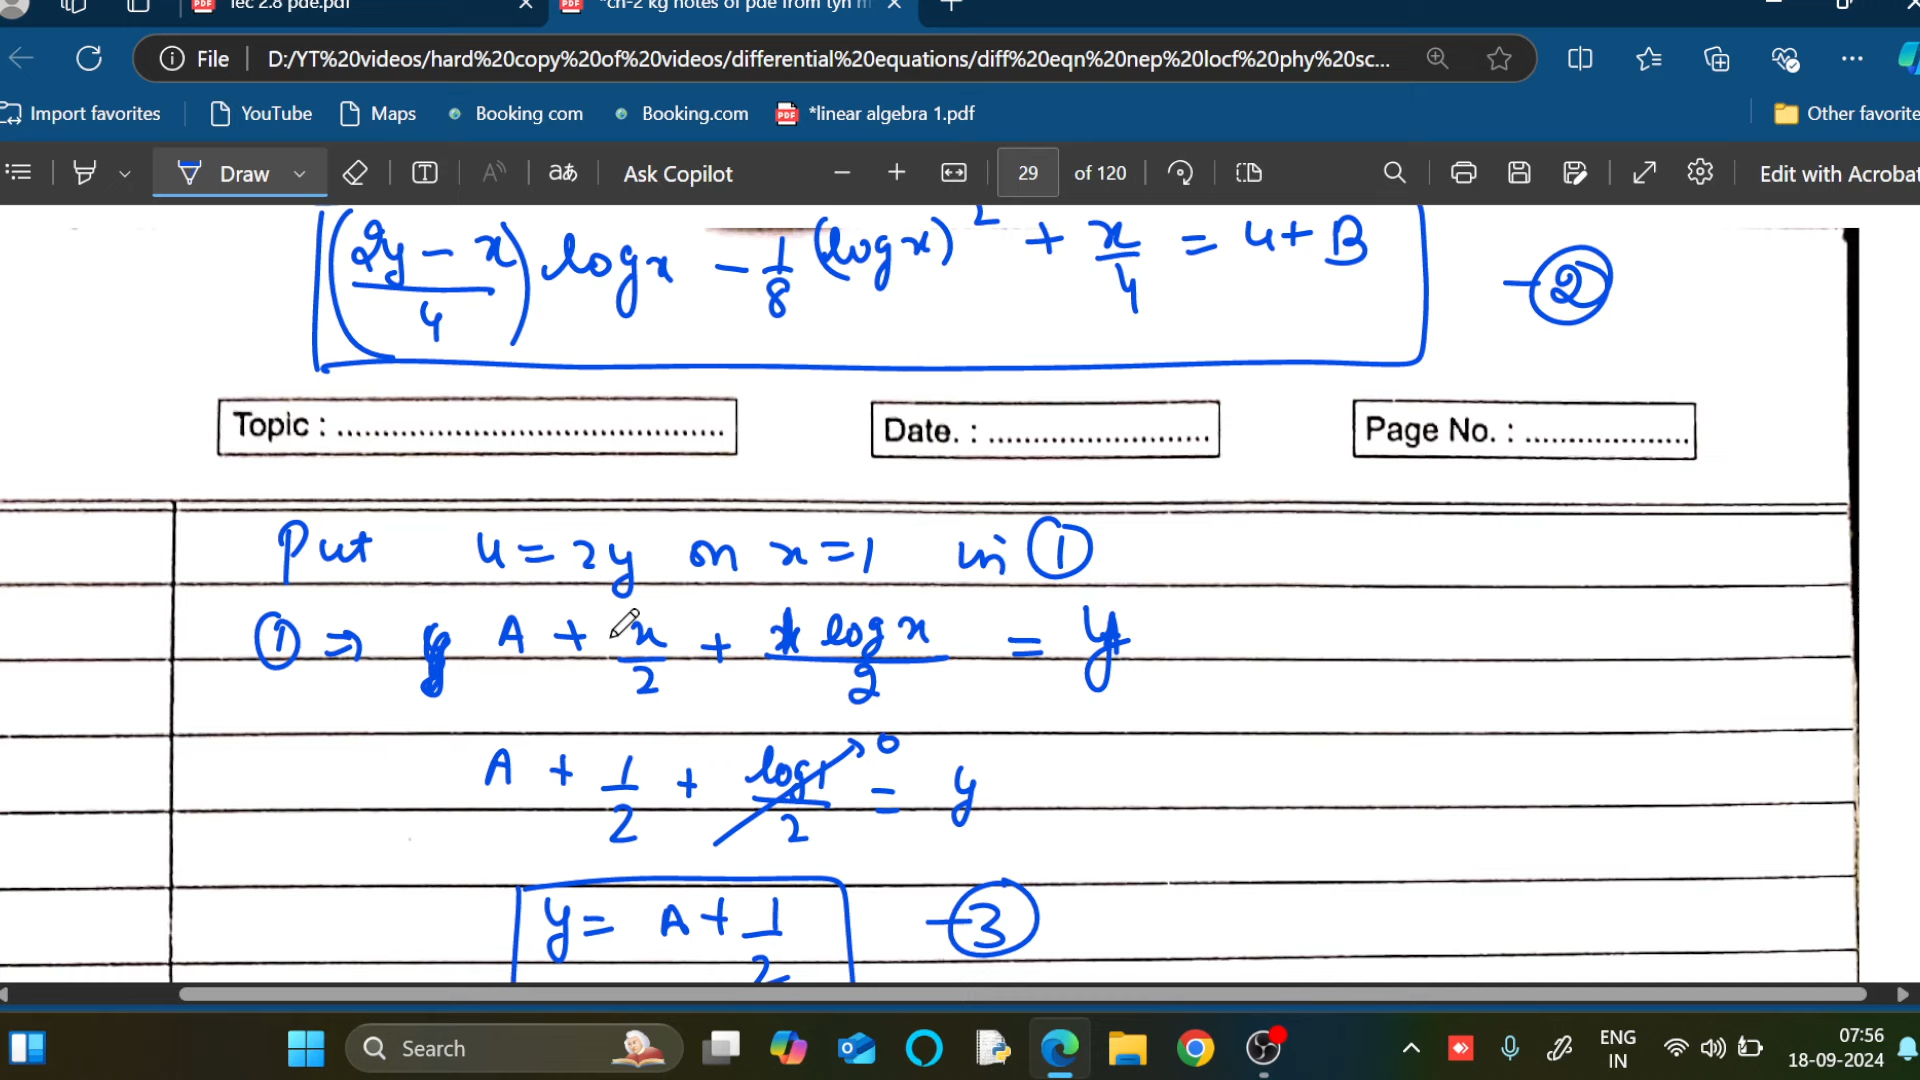 lec 2.8 pde.pdf
*ch-2 kg notes of pde from tyn m
File D:/YT%20videos/hard%20copy%20of%20videos/differential%20equations/diff%20eqn%20nep%20locf%20phy%20sc...
Import favorites YouTube Maps Booking com Booking.com *linear algebra 1.pdf Other favorite
Draw Ask Copilot 29 of 120 Edit with Acrobat
((2y - x)/4) log x - 1/8 (log x)^2 + x/4 = u + B - ②
Topic : ........................................
Date. : ........................
Page No. : ..................
Put u = 2y on x = 1 in ①
① ⇒ A + x/2 + log x/2 = y
A + 1/2 + log1/2 = y
0
y = A + 1/2 - ③
Search
ENG
IN
07:56
18-09-2024